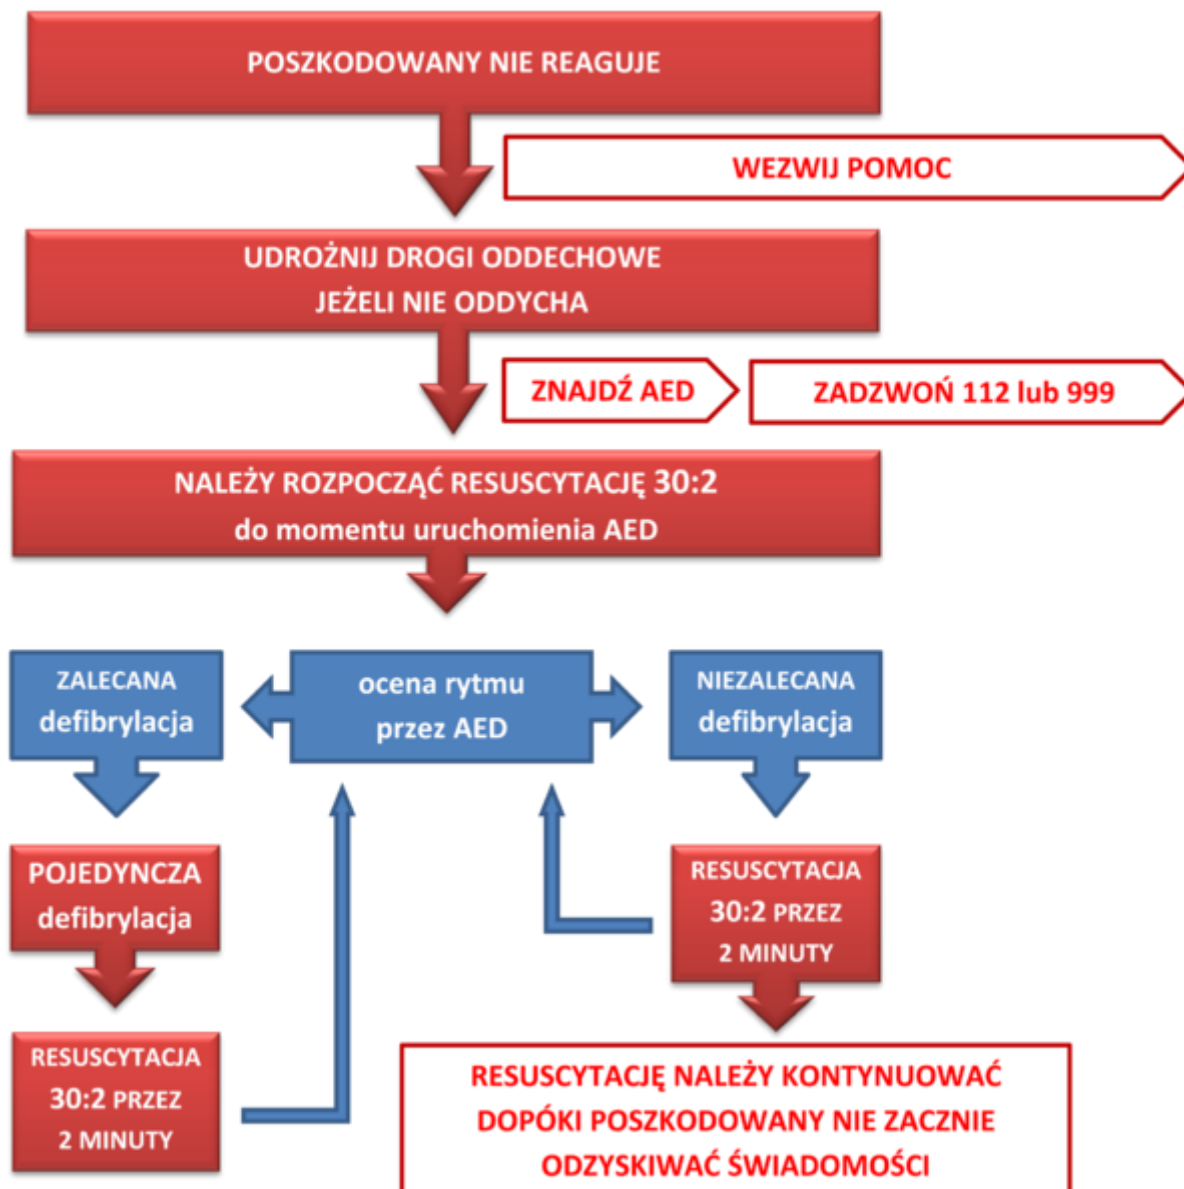 POSZKODOWANY NIE REAGUJE
WEZWIJ POMOC
UDROŻNIJ DROGI ODDECHOWE
JEŻELI NIE ODDYCHA
ZNAJDŹ AED
ZADZWOŃ 112 lub 999
NALEŻY ROZPOCZĄĆ RESUSCYTACJĘ 30:2
do momentu uruchomienia AED
ZALECANA
defibrylacja
ocena rytmu
przez AED
NIEZALECANA
defibrylacja
POJEDYNCZA
defibrylacja
RESUSCYTACJA
30:2 PRZEZ
2 MINUTY
RESUSCYTACJA
30:2 PRZEZ
2 MINUTY
RESUSCYTACJĘ NALEŻY KONTYNUOWAĆ
DOPÓKI POSZKODOWANY NIE ZACZNIE
ODZYSKIWAĆ ŚWIADOMOŚCI